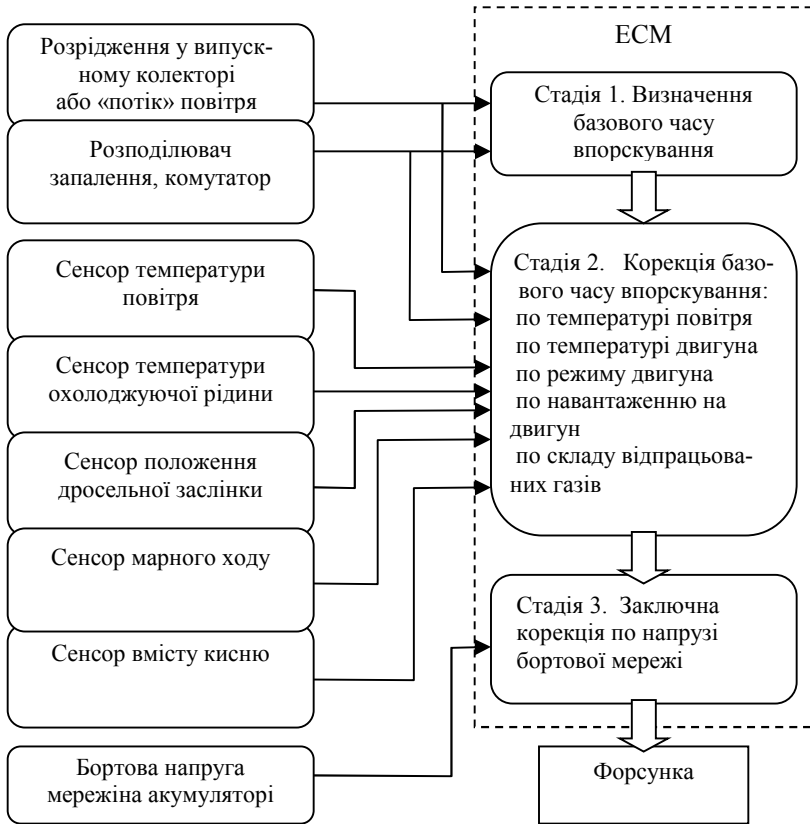 Розрідження у випуск-
ному колекторі
або «потік» повітря
Розподілювач
запалення, комутатор
Сенсор температури
повітря
Сенсор температури
охолоджуючої рідини
Сенсор положення
дросельної заслінки
Сенсор марного ходу
Сенсор вмісту кисню
Бортова напруга
мережіна акумуляторі
ЕСМ
Стадія 1. Визначення
базового часу
впорскування
Стадія 2. Корекція базо-
вого часу впорскування:
по температурі повітря
по температурі двигуна
по режиму двигуна
по навантаженню на
двигун
по складу відпрацьова-
них газів
Стадія 3. Заключна
корекція по напрузі
бортової мережі
Форсунка